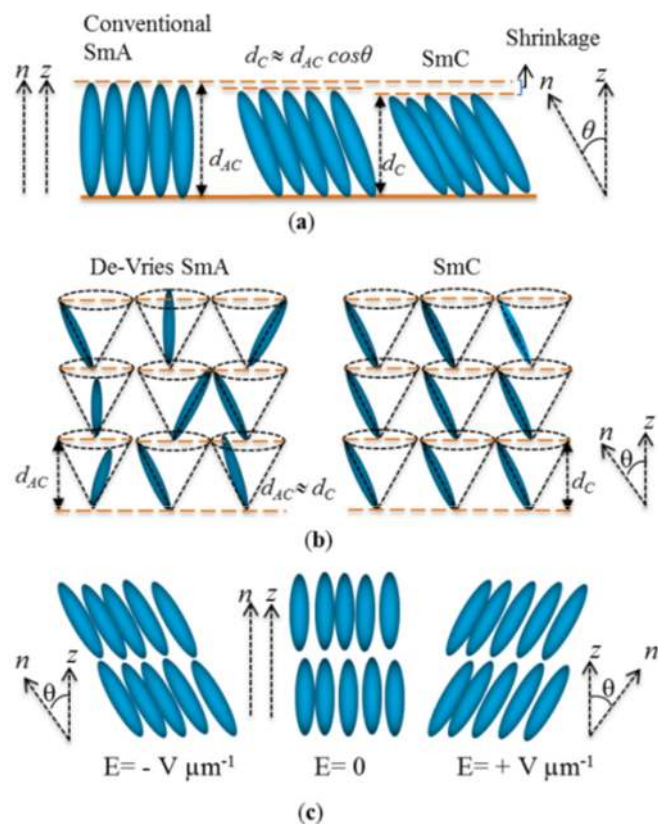 Conventional
SmA
d_C ≈ d_AC cosθ
SmC
Shrinkage
n
z
d_AC
d_C
n
θ
z
(a)
De-Vries SmA
SmC
d_AC
d_AC ≈ d_C
d_C
n
θ
z
(b)
n
z
θ
n
z
z
n
θ
E= - V μm⁻¹
E= 0
E= + V μm⁻¹
(c)